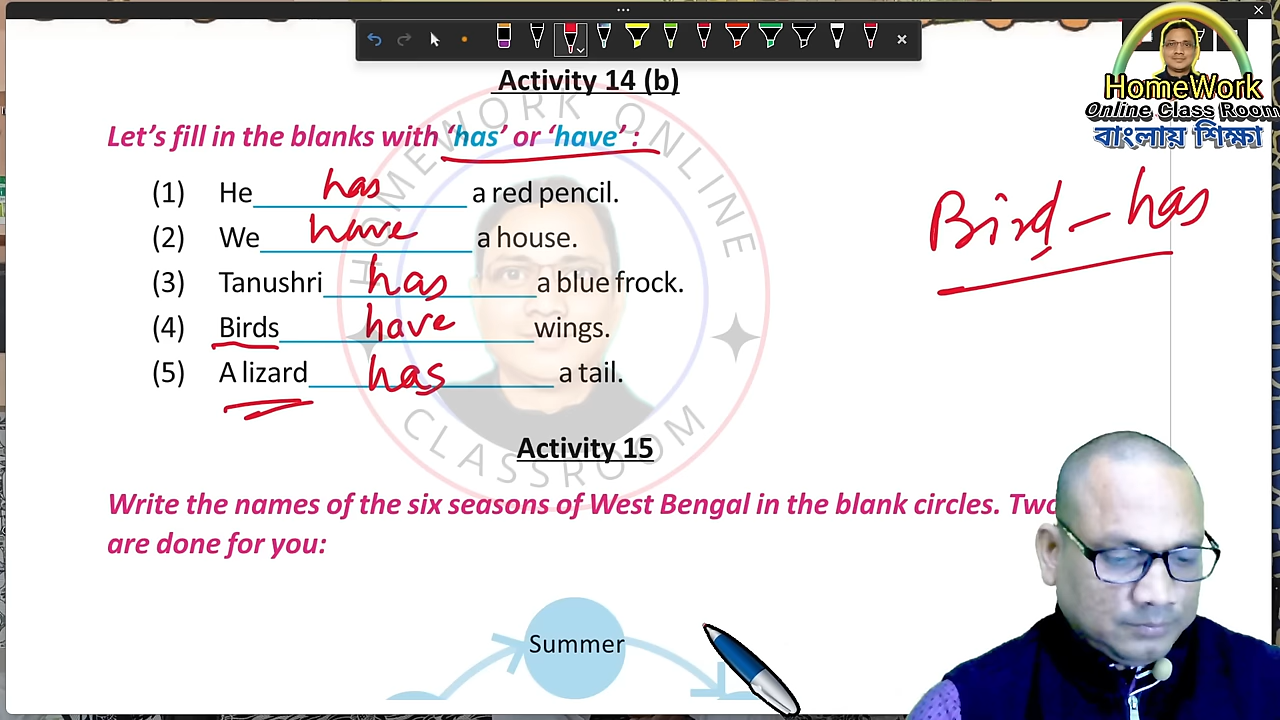 Activity 14 (b)
HomeWork
Online Class Room
বাংলায় শিক্ষা
Let's fill in the blanks with 'has' or 'have' :
(1) He has a red pencil.
(2) We have a house.
(3) Tanushri has a blue frock.
(4) Birds have wings.
(5) A lizard has a tail.
Bird - has
HOMEWORK ONLINE
CLASSROOM
Activity 15
Write the names of the six seasons of West Bengal in the blank circles. Two
are done for you:
Summer